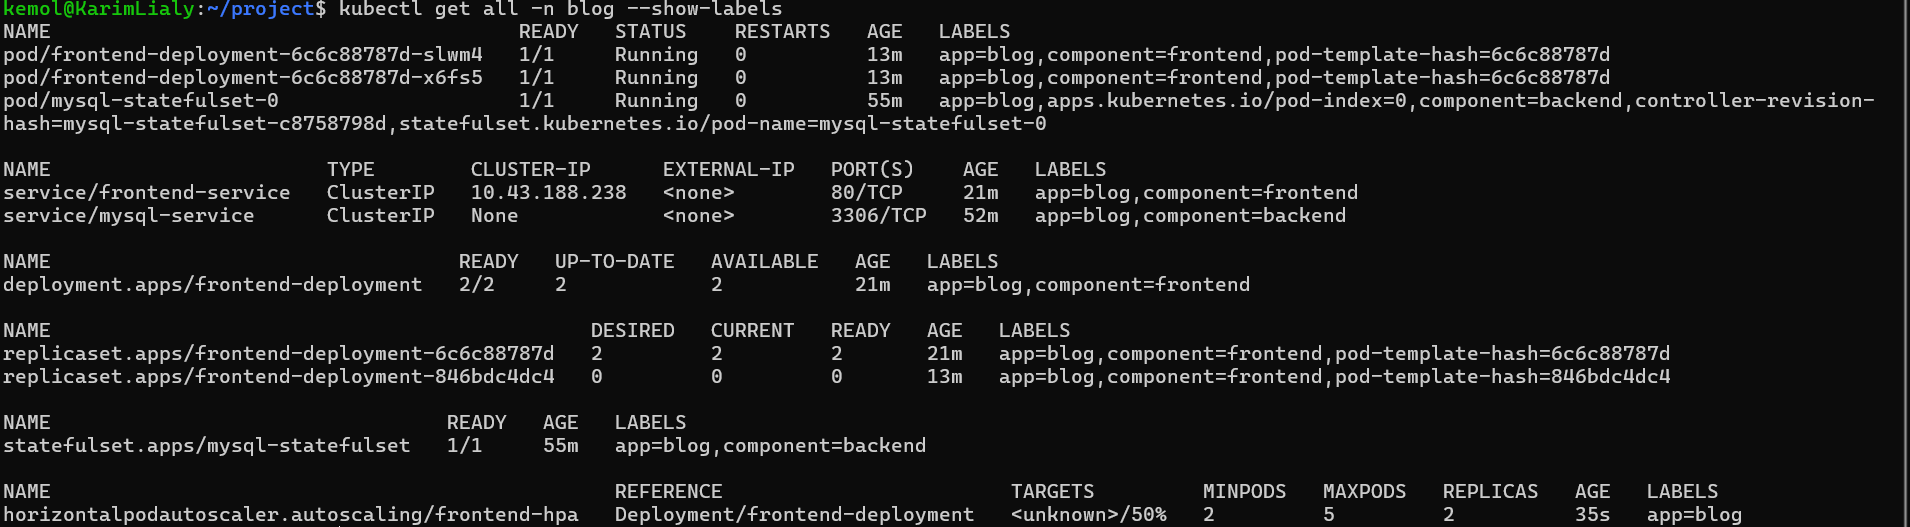 kemol@KarimLialy:~/project$ kubectl get all -n blog --show-labels
NAME                                       READY   STATUS    RESTARTS   AGE   LABELS
pod/frontend-deployment-6c6c88787d-slwm4   1/1     Running   0          13m   app=blog,component=frontend,pod-template-hash=6c6c88787d
pod/frontend-deployment-6c6c88787d-x6fs5   1/1     Running   0          13m   app=blog,component=frontend,pod-template-hash=6c6c88787d
pod/mysql-statefulset-0                    1/1     Running   0          55m   app=blog,apps.kubernetes.io/pod-index=0,component=backend,controller-revision-
hash=mysql-statefulset-c8758798d,statefulset.kubernetes.io/pod-name=mysql-statefulset-0

NAME                       TYPE        CLUSTER-IP      EXTERNAL-IP   PORT(S)    AGE   LABELS
service/frontend-service   ClusterIP   10.43.188.238   <none>        80/TCP     21m   app=blog,component=frontend
service/mysql-service      ClusterIP   None            <none>        3306/TCP   52m   app=blog,component=backend

NAME                                  READY   UP-TO-DATE   AVAILABLE   AGE   LABELS
deployment.apps/frontend-deployment   2/2     2            2           21m   app=blog,component=frontend

NAME                                             DESIRED   CURRENT   READY   AGE   LABELS
replicaset.apps/frontend-deployment-6c6c88787d   2         2         2       21m   app=blog,component=frontend,pod-template-hash=6c6c88787d
replicaset.apps/frontend-deployment-846bdc4dc4   0         0         0       13m   app=blog,component=frontend,pod-template-hash=846bdc4dc4

NAME                                 READY   AGE   LABELS
statefulset.apps/mysql-statefulset   1/1     55m   app=blog,component=backend

NAME                                               REFERENCE                        TARGETS         MINPODS   MAXPODS   REPLICAS   AGE   LABELS
horizontalpodautoscaler.autoscaling/frontend-hpa   Deployment/frontend-deployment   <unknown>/50%   2         5         2          35s   app=blog